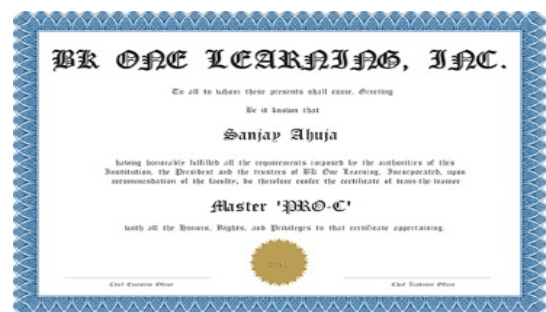 BK ONE LEARNING, INC.
To all to whom these presents shall come, Greeting
Be it known that
Sanjay Ahuja
having honorably fulfilled all the requirements imposed by the authorities of this
Institution, the President and the trustees of BK One Learning, Incorporated, upon
recommendation of the faculty, do therefore confer the certificate of train-the-trainer
Master 'PRO-C'
with all the Honors, Rights, and Privileges to that certificate appertaining.
Chief Executive Officer
Chief Academic Officer